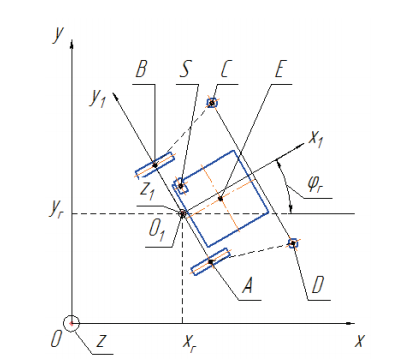 y B S C E
y₁ x₁
z₁ φᵣ
yᵣ
O₁
A D
O z xᵣ x